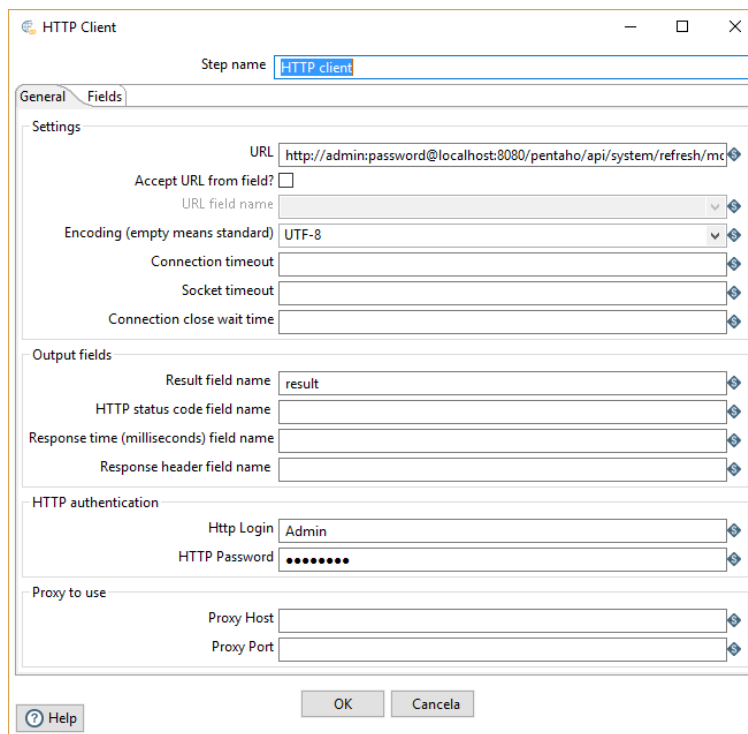 HTTP Client
Step name HTTP client
General Fields
Settings
URL http://admin:password@localhost:8080/pentaho/api/system/refresh/mc
Accept URL from field?
URL field name
Encoding (empty means standard) UTF-8
Connection timeout
Socket timeout
Connection close wait time
Output fields
Result field name result
HTTP status code field name
Response time (milliseconds) field name
Response header field name
HTTP authentication
Http Login Admin
HTTP Password ●●●●●●●●
Proxy to use
Proxy Host
Proxy Port
OK Cancela
Help